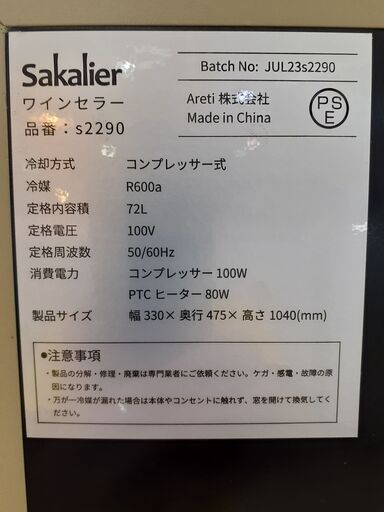 Sakalier
ワインセラー
品番：s2290
Batch No: JUL23s2290
Areti 株式会社
Made in China
PS
E
冷却方式 コンプレッサー式
冷媒 R600a
定格内容積 72L
定格電圧 100V
定格周波数 50/60Hz
消費電力 コンプレッサー 100W
PTC ヒーター 80W
製品サイズ 幅 330× 奥行 475× 高さ 1040(mm)
●注意事項
・製品の分解・修理・廃棄は専門業者にご依頼ください。ケガ・感電・故障の原
因になります。
・万が一冷媒が漏れた場合は本体やコンセントに触れず、窓を開けて換気してく
ださい。